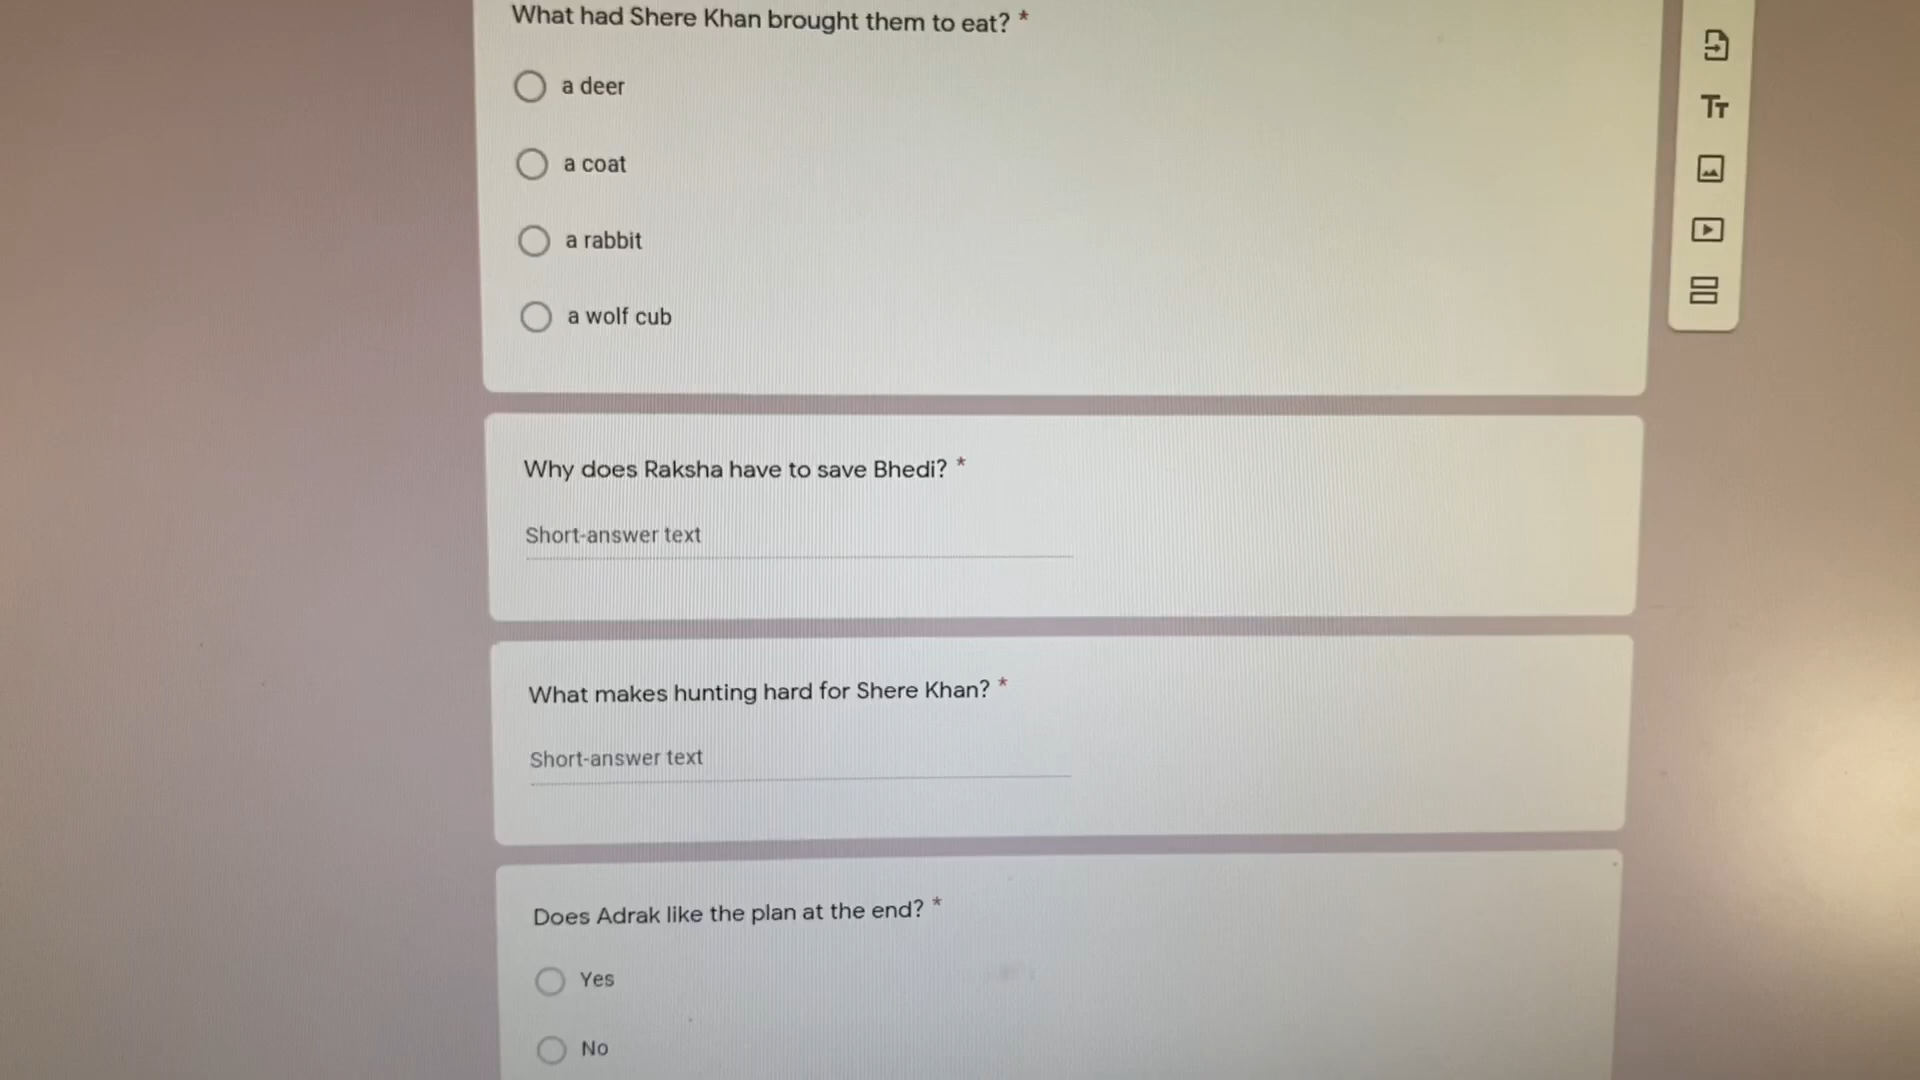 What had Shere Khan brought them to eat? *
a deer
a coat
a rabbit
a wolf cub
Why does Raksha have to save Bhedi? *
Short-answer text
What makes hunting hard for Shere Khan? *
Short-answer text
Does Adrak like the plan at the end? *
Yes
No
Tт